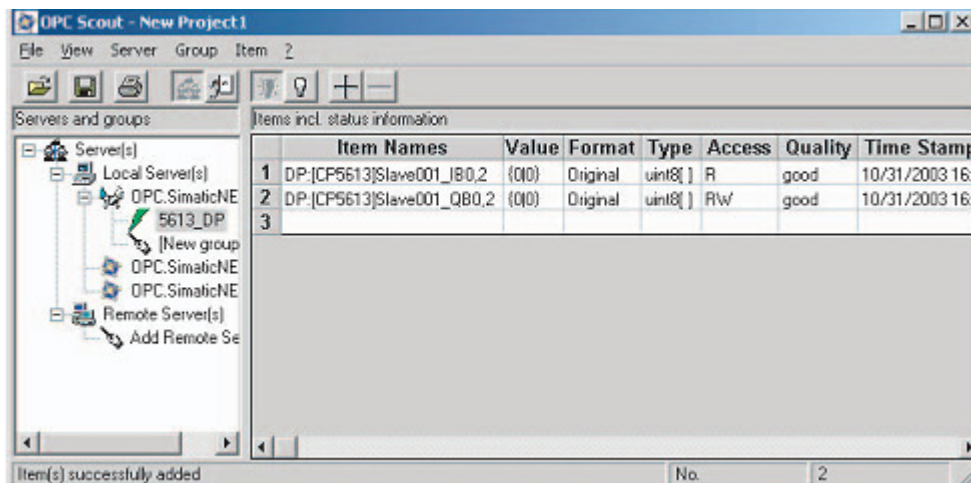 OPC Scout - New Project1
File View Server Group Item ?
Servers and groups
Items incl. status information
Server(s)
Local Server(s)
OPC.SimaticNE
5613_DP
[New group
OPC.SimaticNE
OPC.SimaticNE
Remote Server(s)
Add Remote Se
Item Names Value Format Type Access Quality Time Stamp
1 DP:[CP5613]Slave001_IB0,2 {0|0} Original uint8[ ] R good 10/31/2003 16:
2 DP:[CP5613]Slave001_QB0,2 {0|0} Original uint8[ ] RW good 10/31/2003 16:
3
Item(s) successfully added No. 2